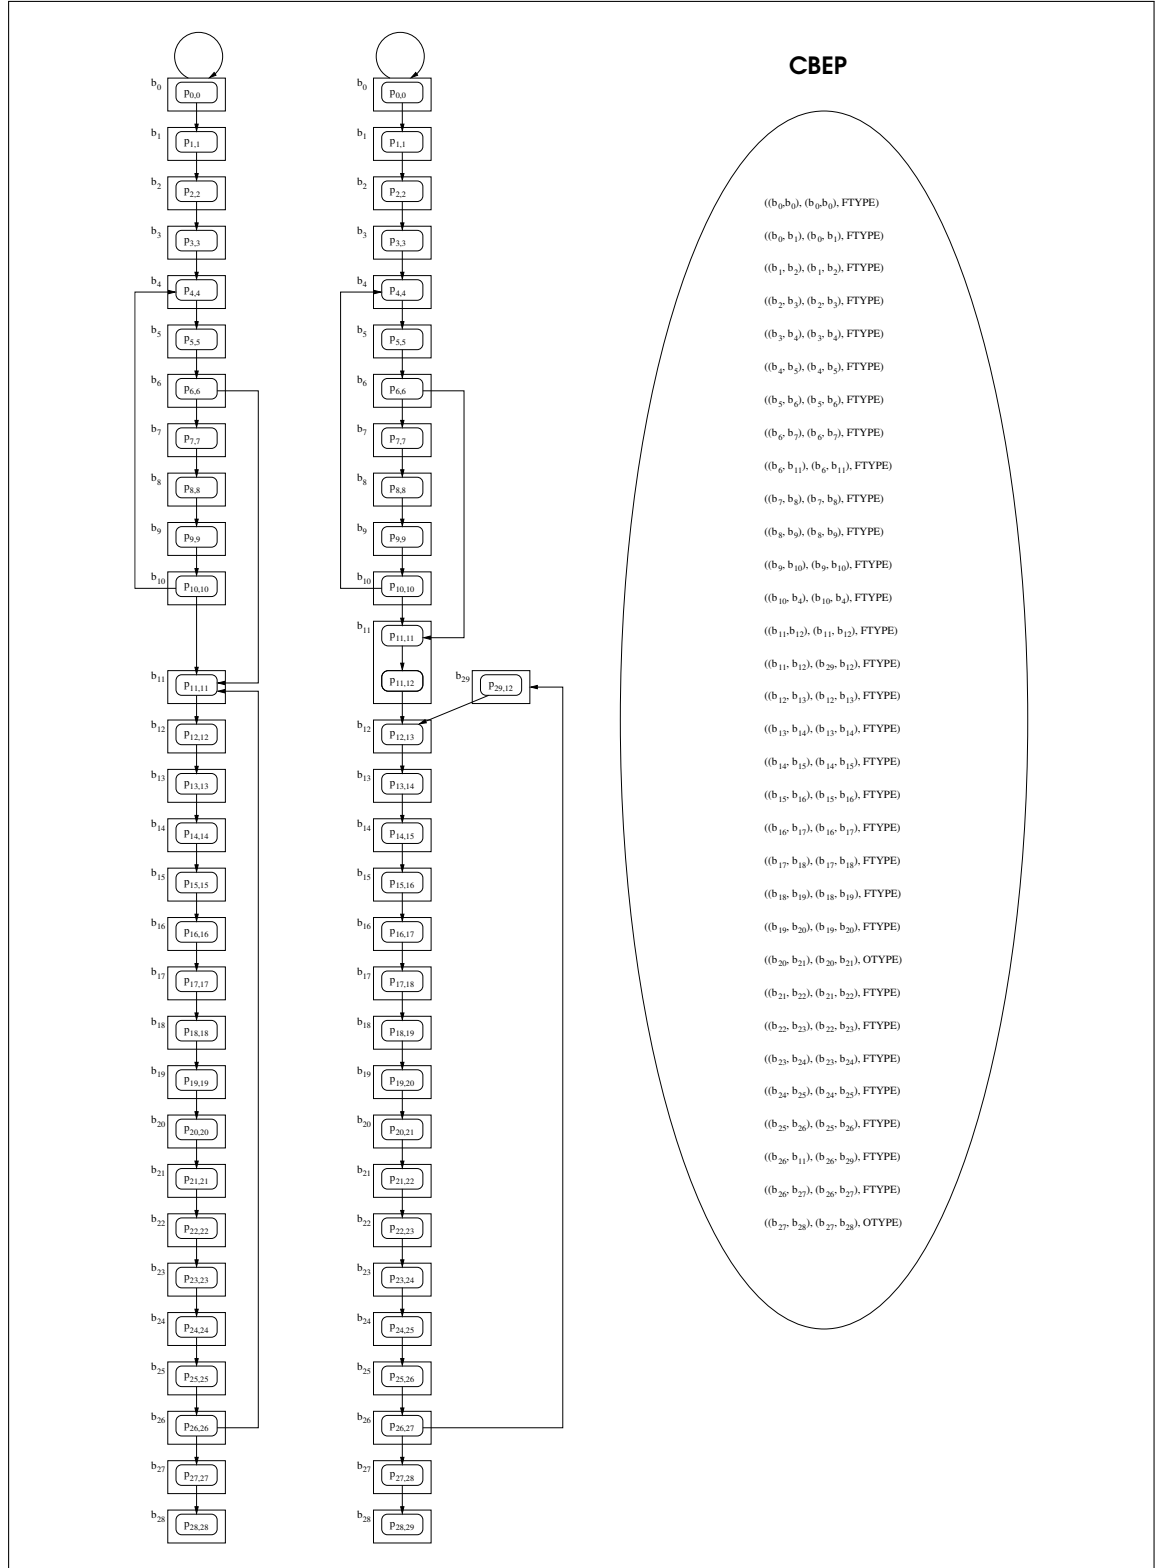 CBEP
b0 p0,0 b0 p0,0
b1 p1,1 b1 p1,1
b2 p2,2 b2 p2,2
b3 p3,3 b3 p3,3
b4 p4,4 b4 p4,4
b5 p5,5 b5 p5,5
b6 p6,6 b6 p6,6
b7 p7,7 b7 p7,7
b8 p8,8 b8 p8,8
b9 p9,9 b9 p9,9
b10 p10,10 b10 p10,10
b11 p11,11
b11 p11,11 p11,12 b29 p29,12
b12 p12,12 b12 p12,13
b13 p13,13 b13 p13,14
b14 p14,14 b14 p14,15
b15 p15,15 b15 p15,16
b16 p16,16 b16 p16,17
b17 p17,17 b17 p17,18
b18 p18,18 b18 p18,19
b19 p19,19 b19 p19,20
b20 p20,20 b20 p20,21
b21 p21,21 b21 p21,22
b22 p22,22 b22 p22,23
b23 p23,23 b23 p23,24
b24 p24,24 b24 p24,25
b25 p25,25 b25 p25,26
b26 p26,26 b26 p26,27
b27 p27,27 b27 p27,28
b28 p28,28 b28 p28,29
((b0,b0), (b0,b0), FTYPE)
((b0, b1), (b0, b1), FTYPE)
((b1, b2), (b1, b2), FTYPE)
((b2, b3), (b2, b3), FTYPE)
((b3, b4), (b3, b4), FTYPE)
((b4, b5), (b4, b5), FTYPE)
((b5, b6), (b5, b6), FTYPE)
((b6, b7), (b6, b7), FTYPE)
((b6, b11), (b6, b11), FTYPE)
((b7, b8), (b7, b8), FTYPE)
((b8, b9), (b8, b9), FTYPE)
((b9, b10), (b9, b10), FTYPE)
((b10, b4), (b10, b4), FTYPE)
((b11,b12), (b11, b12), FTYPE)
((b11, b12), (b29, b12), FTYPE)
((b12, b13), (b12, b13), FTYPE)
((b13, b14), (b13, b14), FTYPE)
((b14, b15), (b14, b15), FTYPE)
((b15, b16), (b15, b16), FTYPE)
((b16, b17), (b16, b17), FTYPE)
((b17, b18), (b17, b18), FTYPE)
((b18, b19), (b18, b19), FTYPE)
((b19, b20), (b19, b20), FTYPE)
((b20, b21), (b20, b21), OTYPE)
((b21, b22), (b21, b22), FTYPE)
((b22, b23), (b22, b23), FTYPE)
((b23, b24), (b23, b24), FTYPE)
((b24, b25), (b24, b25), FTYPE)
((b25, b26), (b25, b26), FTYPE)
((b26, b11), (b26, b29), FTYPE)
((b26, b27), (b26, b27), FTYPE)
((b27, b28), (b27, b28), OTYPE)